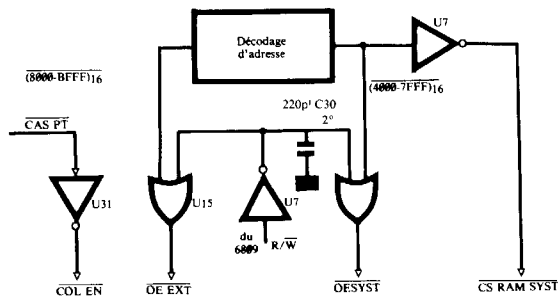 U7
Décodage
d'adresse
(8000-BFFF)16
(4000-7FFF)16
220p' C30
2°
CAS PT
U31
U15
U7
du
6809
R/W
COL EN
OE EXT
OESYST
CS RAM SYST